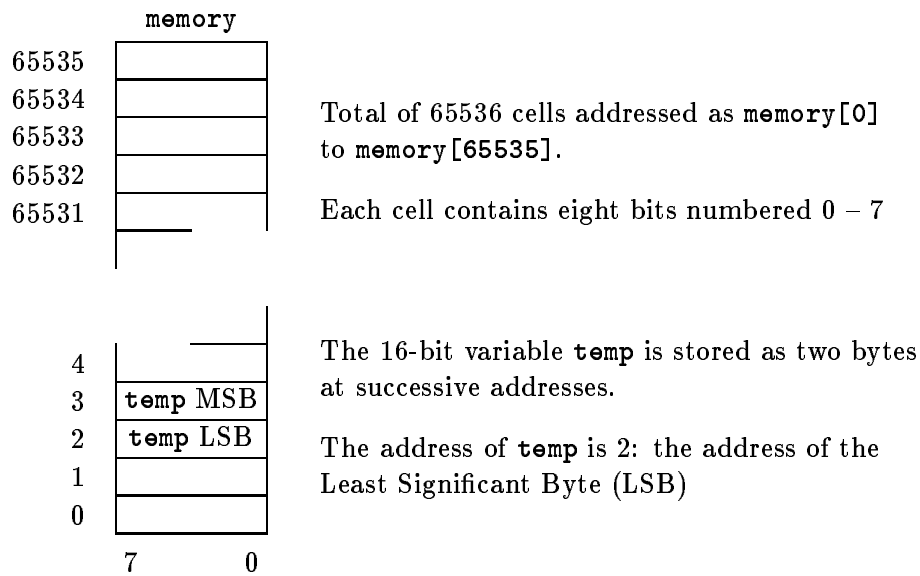 memory
65535
65534
65533
65532
65531
Total of 65536 cells addressed as memory[0]
to memory[65535].
Each cell contains eight bits numbered 0 – 7
4
3 temp MSB
2 temp LSB
1
0
7 0
The 16-bit variable temp is stored as two bytes
at successive addresses.
The address of temp is 2: the address of the
Least Significant Byte (LSB)